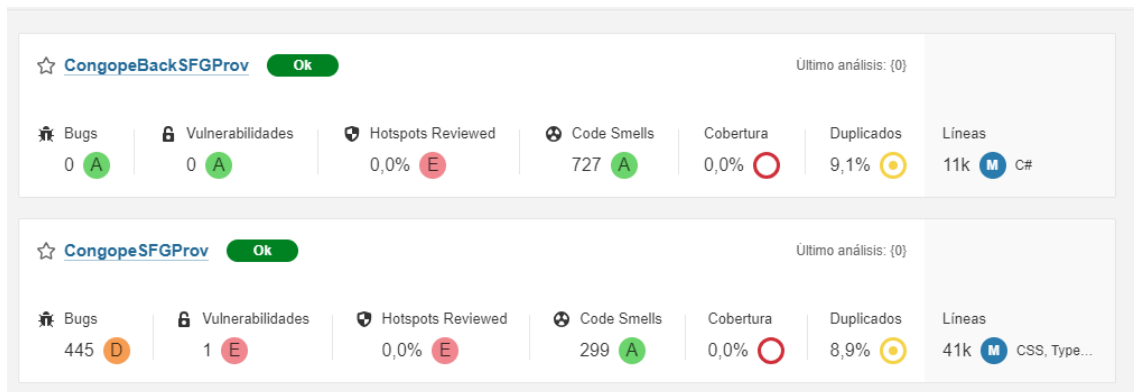 CongopeBackSFGProv Ok Último análisis: {0}
Bugs Vulnerabilidades Hotspots Reviewed Code Smells Cobertura Duplicados Líneas
0 A 0 A 0,0% E 727 A 0,0% 9,1% 11k M C#
CongopeSFGProv Ok Último análisis: {0}
Bugs Vulnerabilidades Hotspots Reviewed Code Smells Cobertura Duplicados Líneas
445 D 1 E 0,0% E 299 A 0,0% 8,9% 41k M CSS, Type...